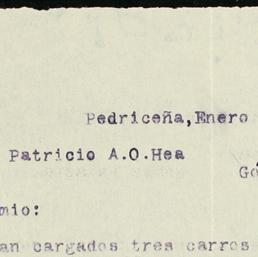 Pedriceña,Enero
Patricio A.O.Hea
Gó
mio:
an cargados tres carros